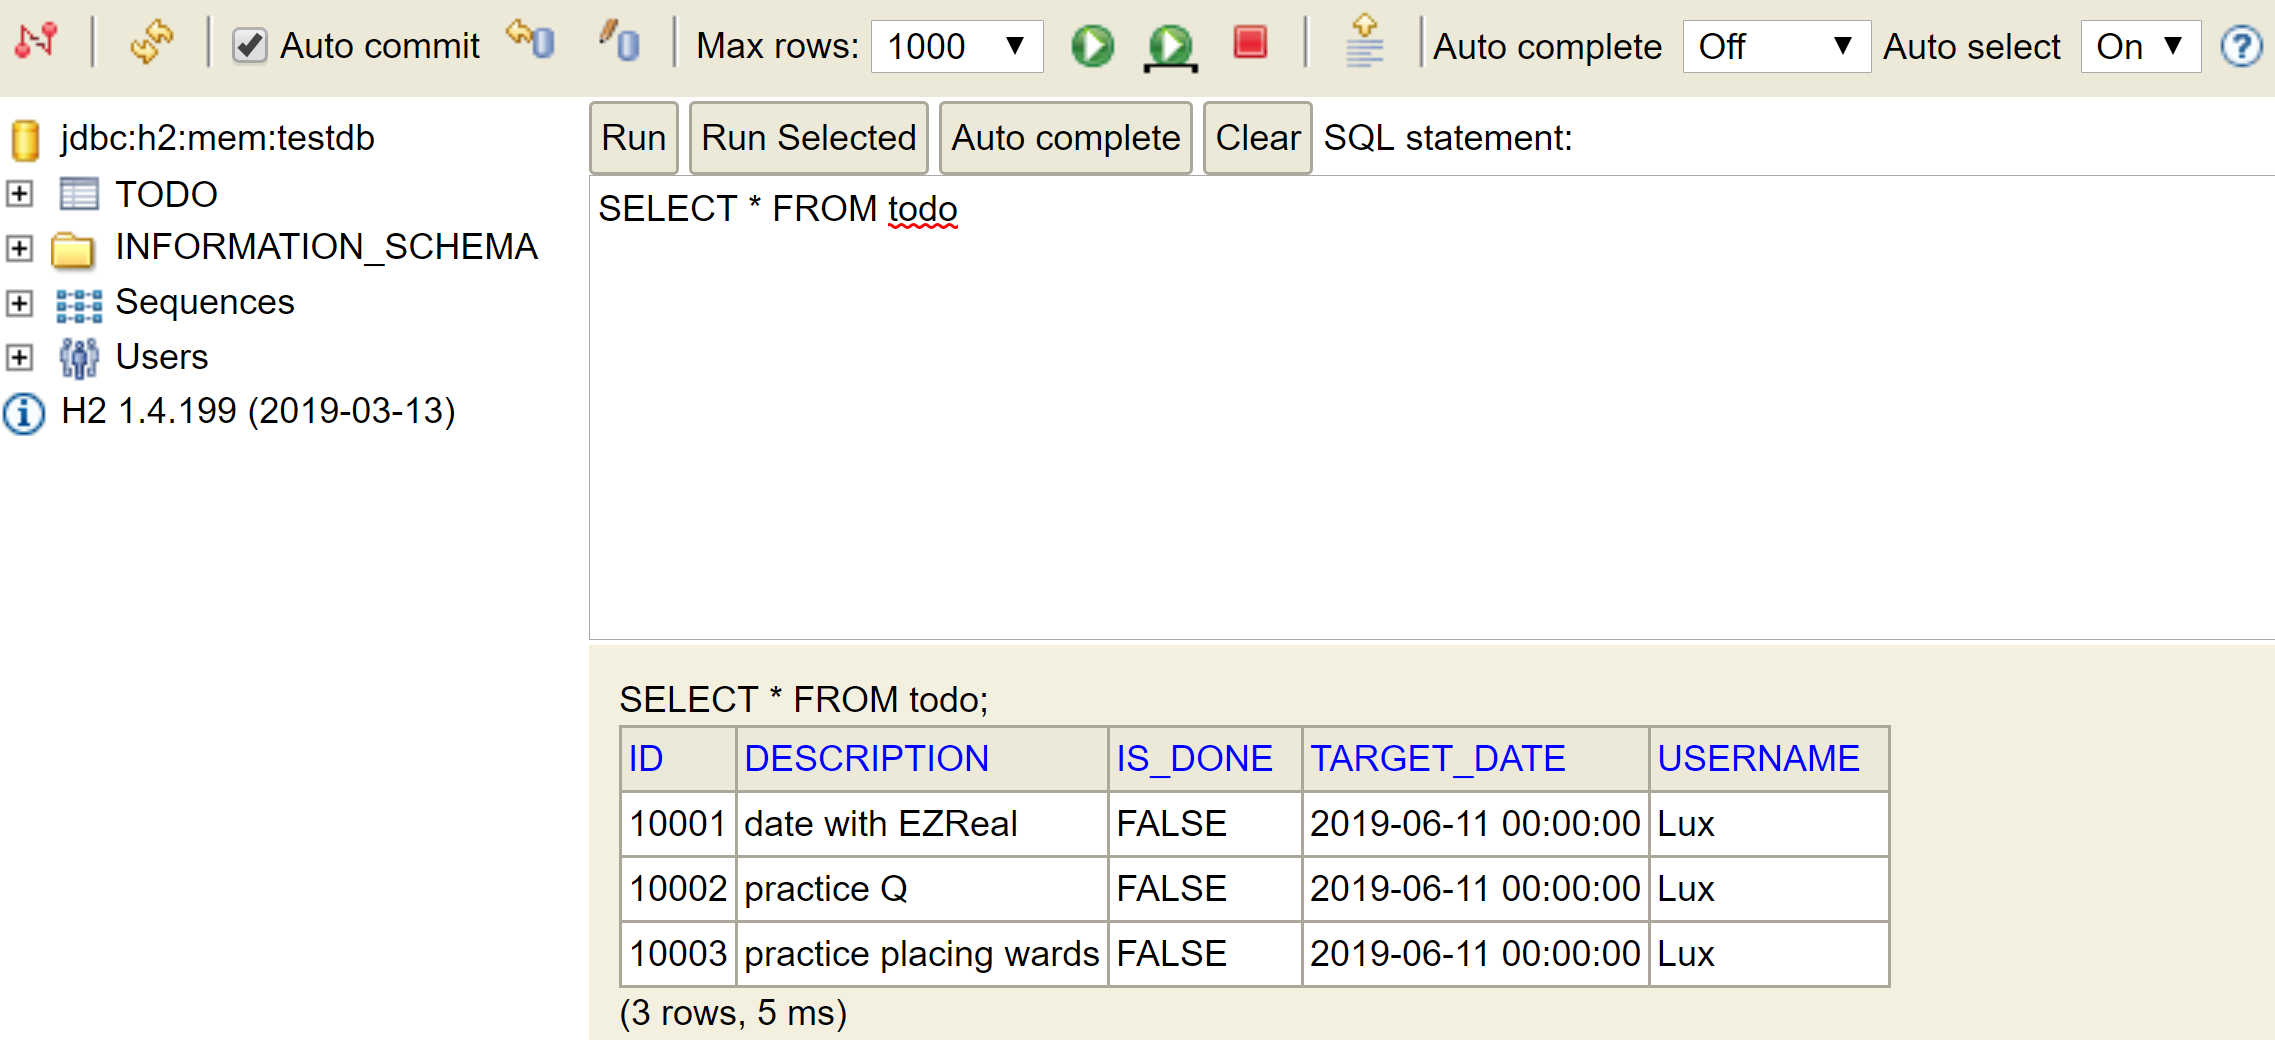 Auto commit Max rows: 1000 Auto complete Off Auto select On
jdbc:h2:mem:testdb
TODO
INFORMATION_SCHEMA
Sequences
Users
H2 1.4.199 (2019-03-13)
Run Run Selected Auto complete Clear SQL statement:
SELECT * FROM todo
SELECT * FROM todo;
ID DESCRIPTION IS_DONE TARGET_DATE USERNAME
10001 date with EZReal FALSE 2019-06-11 00:00:00 Lux
10002 practice Q FALSE 2019-06-11 00:00:00 Lux
10003 practice placing wards FALSE 2019-06-11 00:00:00 Lux
(3 rows, 5 ms)